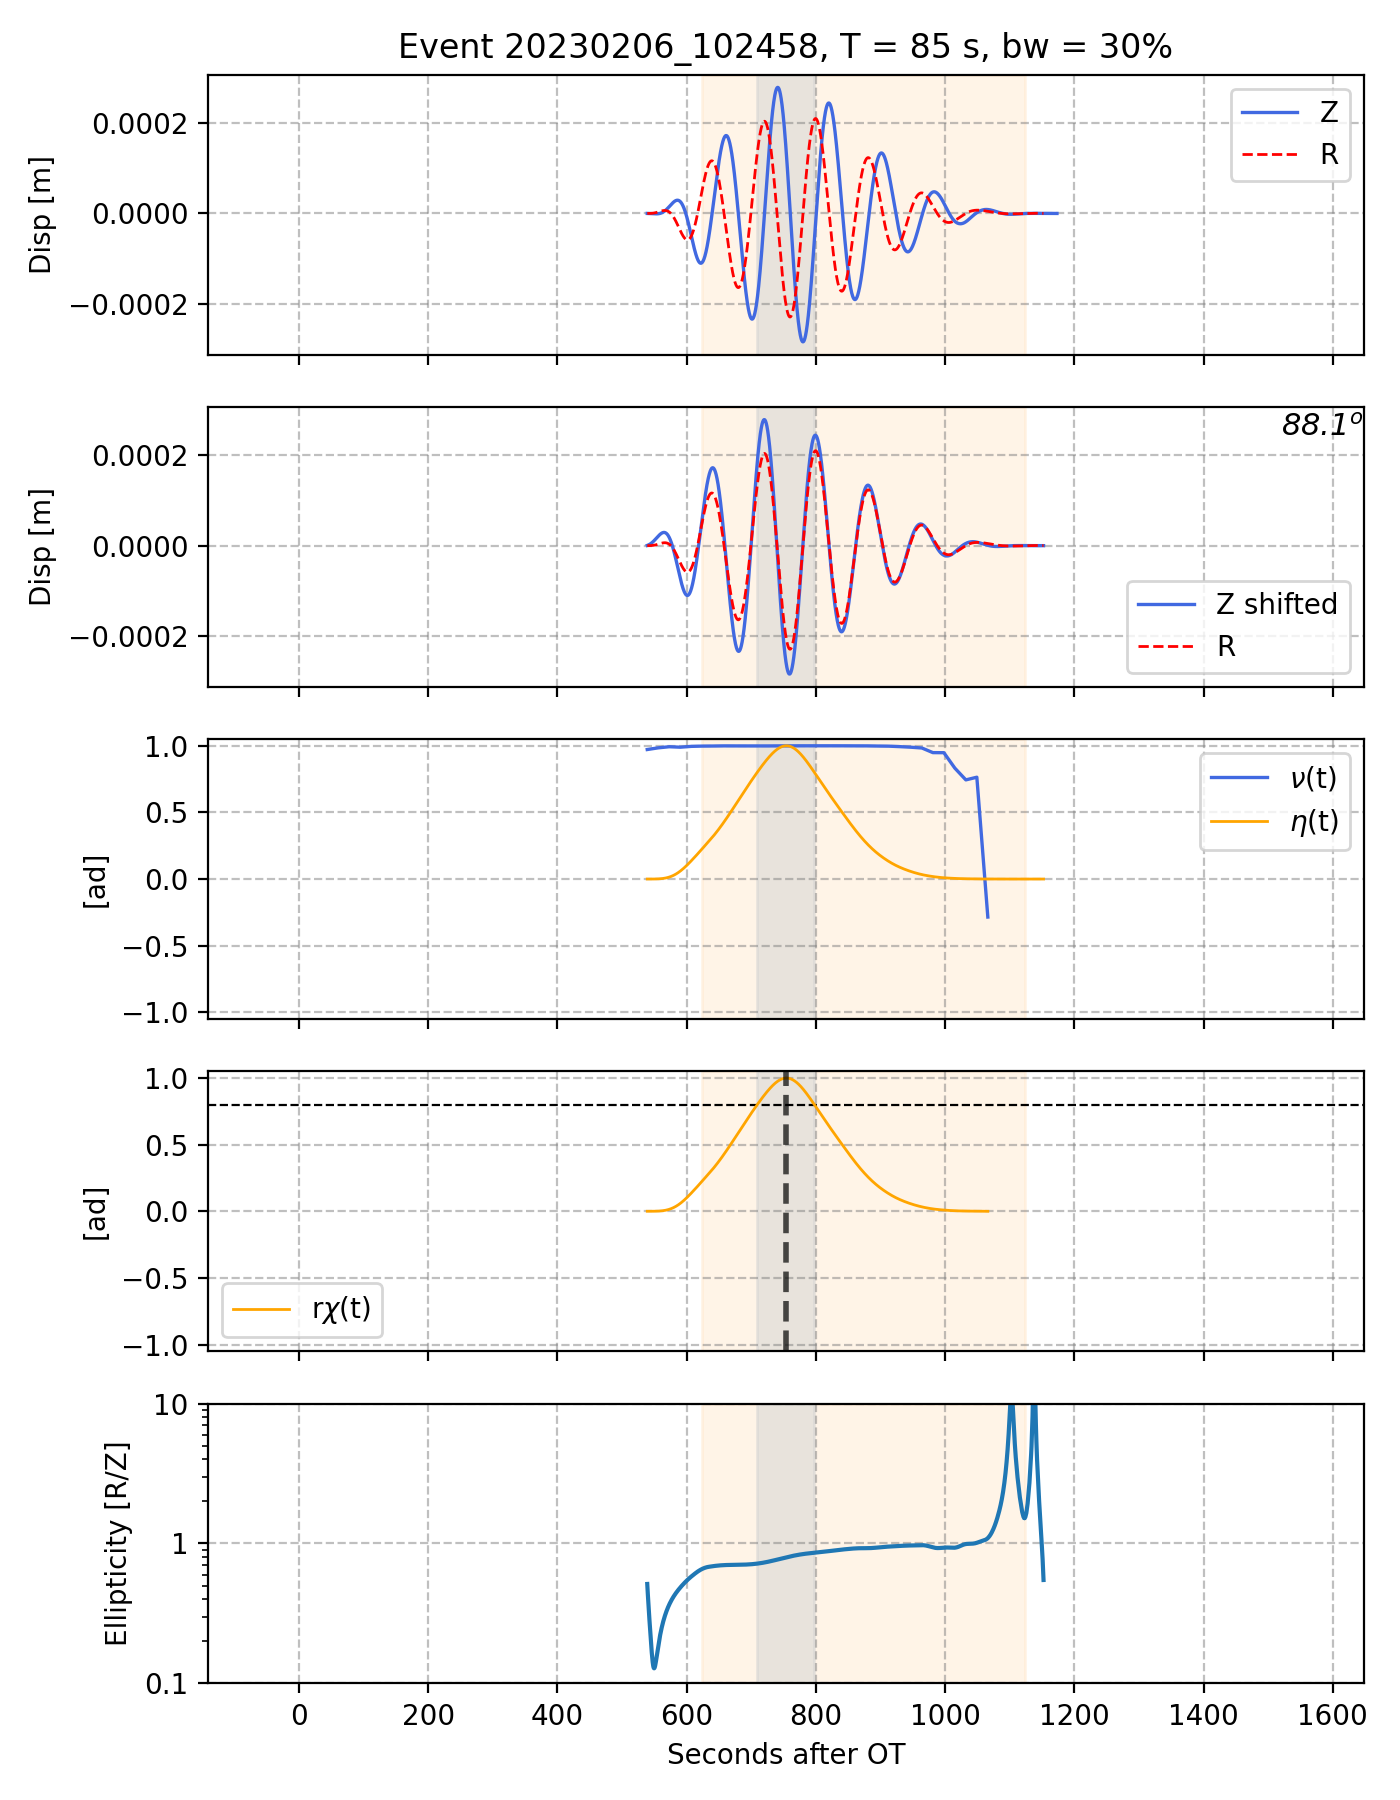 Event 20230206_102458, T = 85 s, bw = 30%
0.0002
0.0000
−0.0002
Disp [m]
Z
R
88.1°
0.0002
0.0000
−0.0002
Disp [m]
Z shifted
R
1.0
0.5
0.0
−0.5
−1.0
[ad]
ν(t)
η(t)
1.0
0.5
0.0
−0.5
−1.0
[ad]
rχ(t)
10
1
0.1
Ellipticity [R/Z]
0 200 400 600 800 1000 1200 1400 1600
Seconds after OT